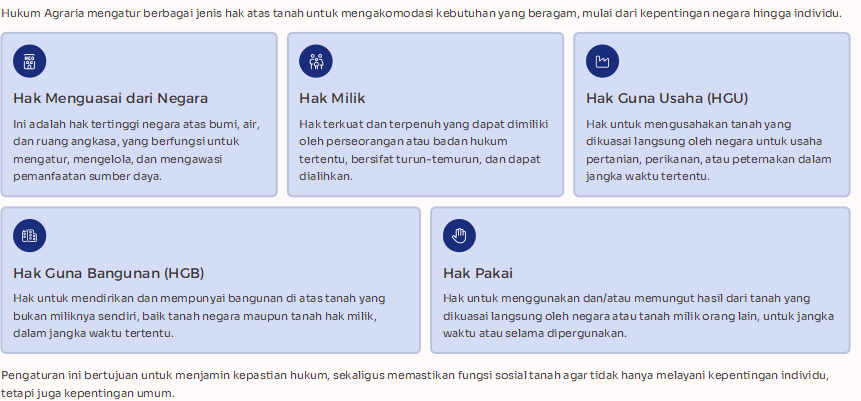 Hukum Agraria mengatur berbagai jenis hak atas tanah untuk mengakomodasi kebutuhan yang beragam, mulai dari kepentingan negara hingga individu.
Hak Menguasai dari Negara
Ini adalah hak tertinggi negara atas bumi, air,
dan ruang angkasa, yang berfungsi untuk
mengatur, mengelola, dan mengawasi
pemanfaatan sumber daya.
Hak Milik
Hak terkuat dan terpenuh yang dapat dimiliki
oleh perseorangan atau badan hukum
tertentu, bersifat turun-temurun, dan dapat
dialihkan.
Hak Guna Usaha (HGU)
Hak untuk mengusahakan tanah yang
dikuasai langsung oleh negara untuk usaha
pertanian, perikanan, atau peternakan dalam
jangka waktu tertentu.
Hak Guna Bangunan (HGB)
Hak untuk mendirikan dan mempunyai bangunan di atas tanah yang
bukan miliknya sendiri, baik tanah negara maupun tanah hak milik,
dalam jangka waktu tertentu.
Hak Pakai
Hak untuk menggunakan dan/atau memungut hasil dari tanah yang
dikuasai langsung oleh negara atau tanah milik orang lain, untuk jangka
waktu atau selama dipergunakan.
Pengaturan ini bertujuan untuk menjamin kepastian hukum, sekaligus memastikan fungsi sosial tanah agar tidak hanya melayani kepentingan individu,
tetapi juga kepentingan umum.